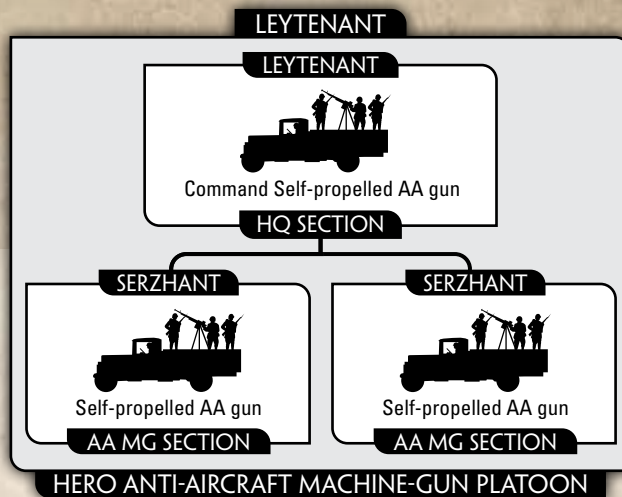 LEYTENANT
LEYTENANT
Command Self-propelled AA gun
HQ SECTION
SERZHANT
Self-propelled AA gun
AA MG SECTION
SERZHANT
Self-propelled AA gun
AA MG SECTION
HERO ANTI-AIRCRAFT MACHINE-GUN PLATOON